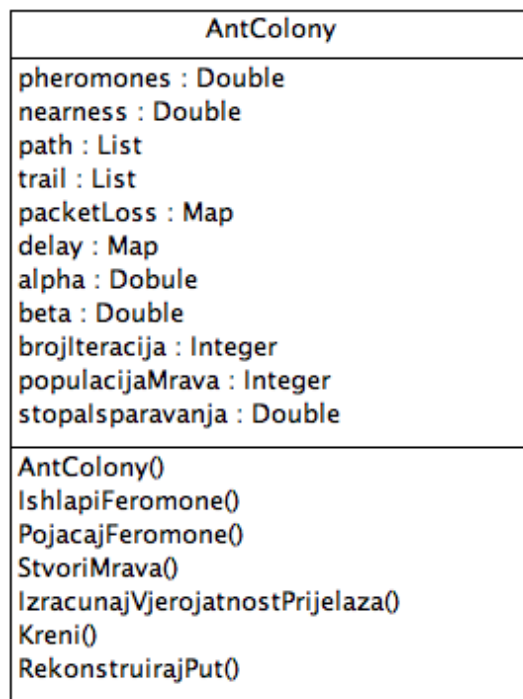 AntColony
pheromones : Double
nearness : Double
path : List
trail : List
packetLoss : Map
delay : Map
alpha : Dobule
beta : Double
brojIteracija : Integer
populacijaMrava : Integer
stopaIsparavanja : Double
AntColony()
IshlapiFeromone()
PojacajFeromone()
StvoriMrava()
IzracunajVjerojatnostPrijelaza()
Kreni()
RekonstruirajPut()